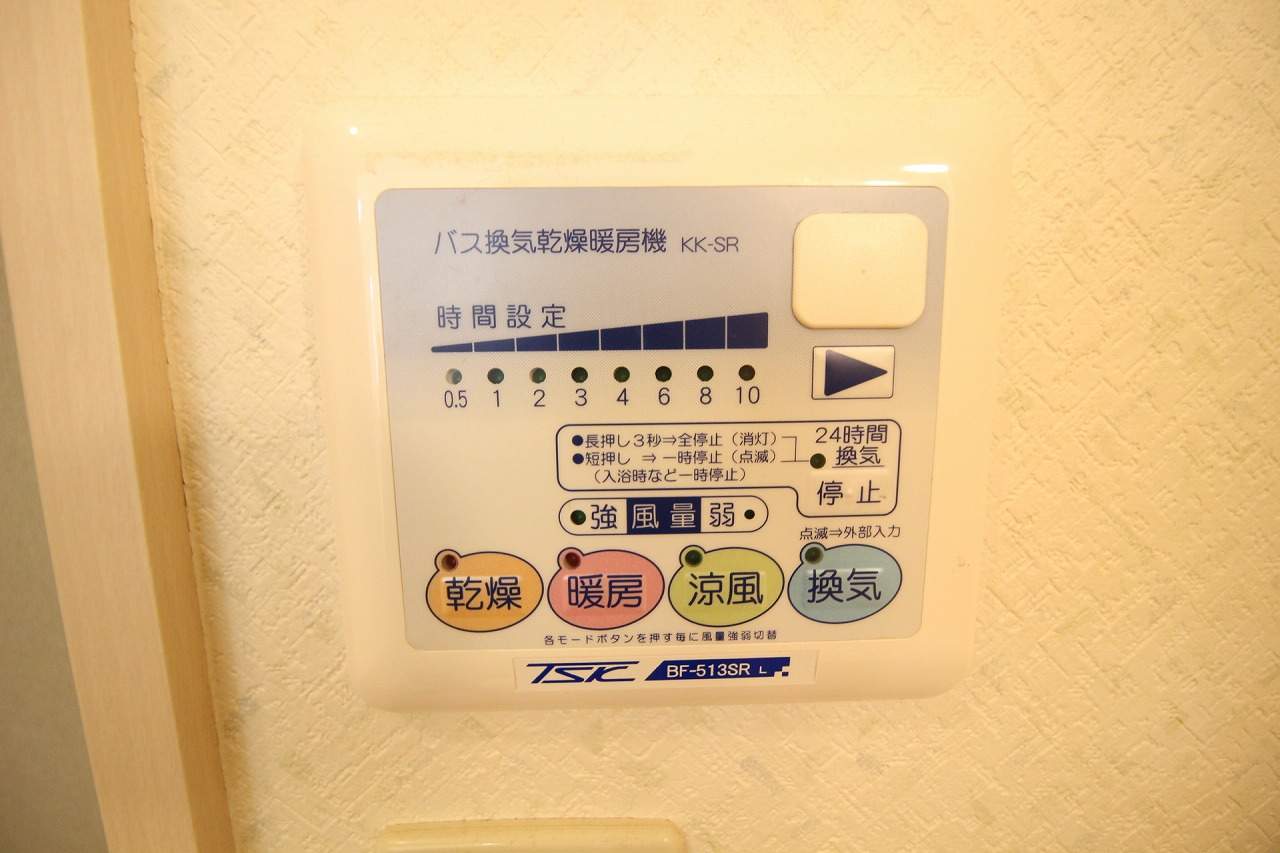 バス換気乾燥暖房機 KK-SR
時間設定
0.5 1 2 3 4 6 8 10
●長押し3秒⇒全停止（消灯）
●短押し ⇒一時停止（点滅）
（入浴時など一時停止）
24時間
換気
停止
強 風量 弱
点滅⇒外部入力
乾燥 暖房 涼風 換気
各モードボタンを押す毎に風量強弱切替
TSK BF-513SR L